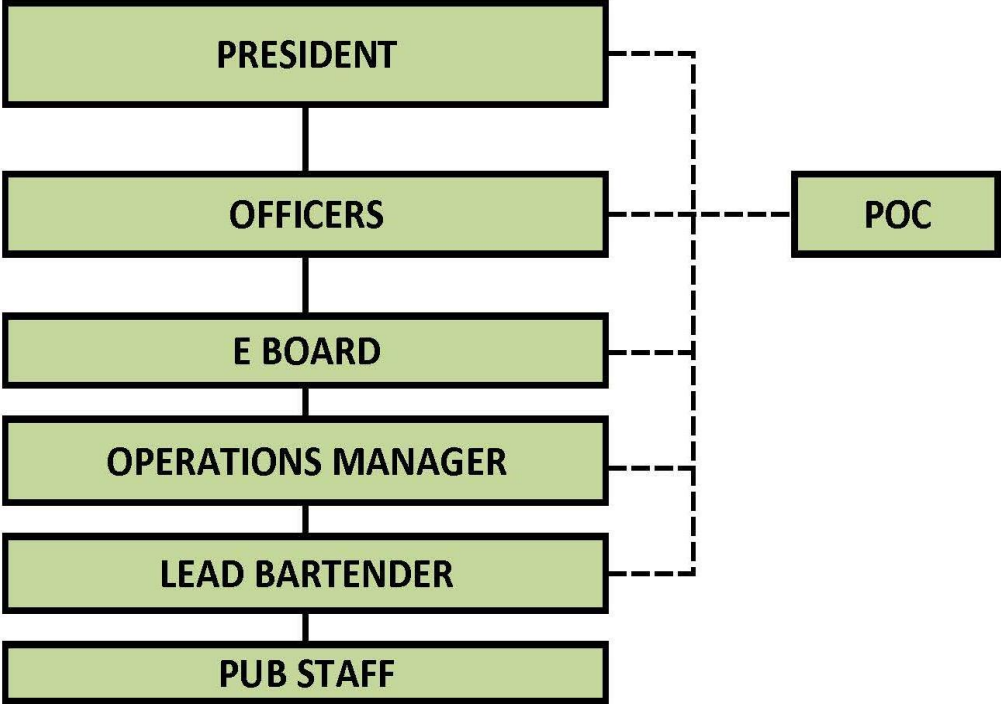 PRESIDENT
OFFICERS
POC
E BOARD
OPERATIONS MANAGER
LEAD BARTENDER
PUB STAFF